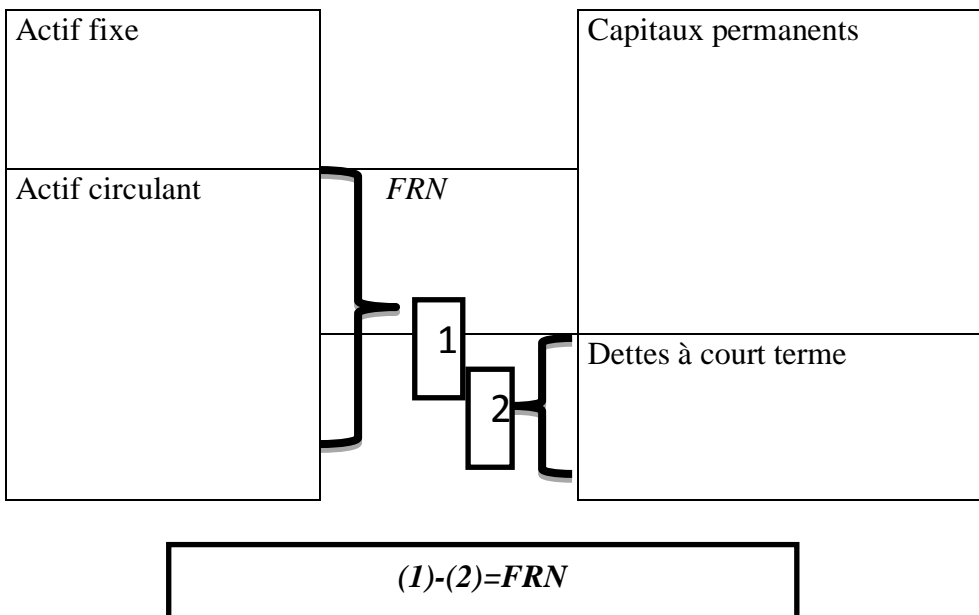 Actif fixe
Capitaux permanents
Actif circulant
FRN
1
Dettes à court terme
2
(1)-(2)=FRN